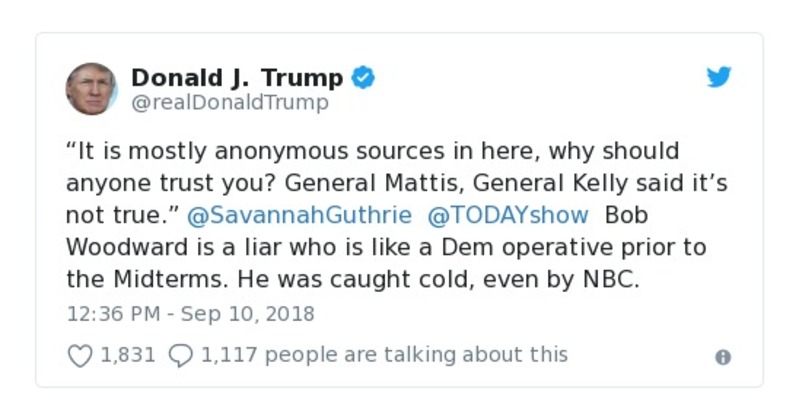 Donald J. Trump
@realDonaldTrump
“It is mostly anonymous sources in here, why should
anyone trust you? General Mattis, General Kelly said it’s
not true.” @SavannahGuthrie @TODAYshow Bob
Woodward is a liar who is like a Dem operative prior to
the Midterms. He was caught cold, even by NBC.
12:36 PM - Sep 10, 2018
1,831 1,117 people are talking about this